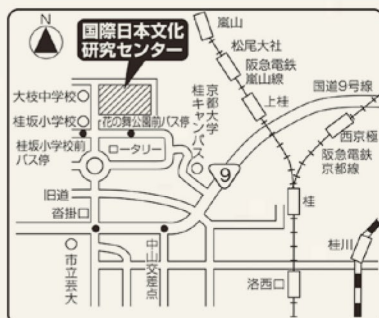 N
国際日本文化
研究センター
嵐山
松尾大社
阪急電鉄
嵐山線
上桂
国道9号線
大枝中学校
桂坂小学校
花の舞公園前バス停
京都大学
桂キャンパス
桂坂小学校前
バス停
ロータリー
西京極
阪急電鉄
京都線
旧道
9
沓掛口
桂
桂川
市立芸大
中山交差点
洛西口